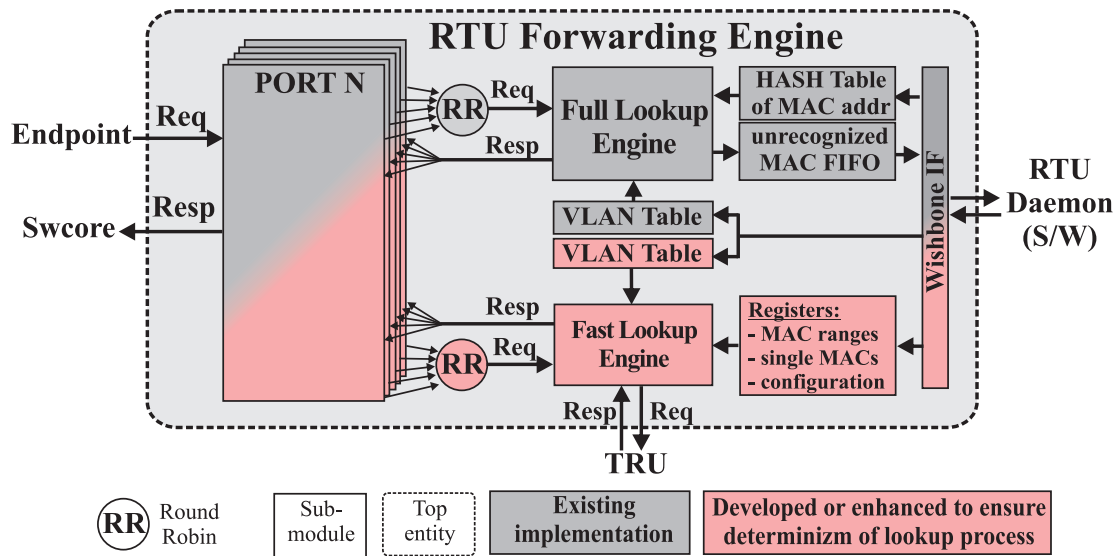 RTU Forwarding Engine
PORT N
Endpoint
Req
Resp
Swcore
RR
Req
Resp
Full Lookup
Engine
HASH Table
of MAC addr
unrecognized
MAC FIFO
VLAN Table
VLAN Table
Wishbone IF
RTU
Daemon
(S/W)
Resp
RR
Req
Fast Lookup
Engine
Registers:
- MAC ranges
- single MACs
- configuration
Resp
Req
TRU
RR
Round
Robin
Sub-
module
Top
entity
Existing
implementation
Developed or enhanced to ensure
determinizm of lookup process